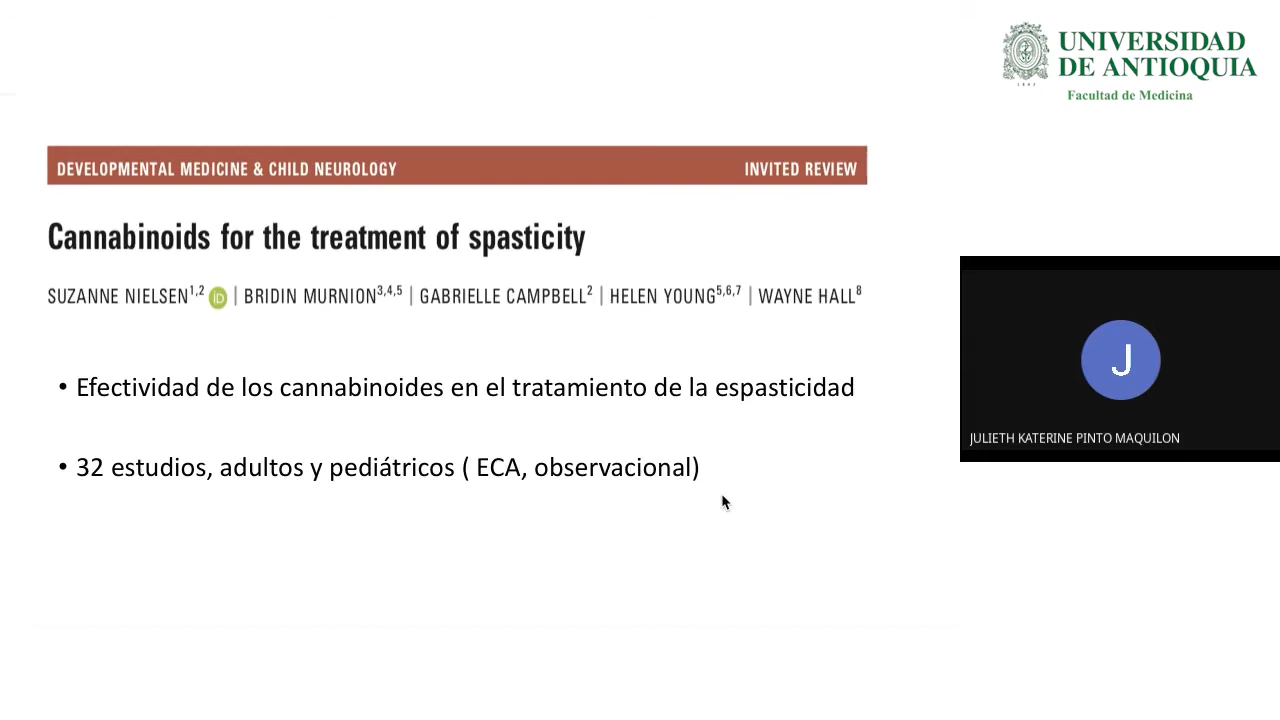 UNIVERSIDAD
DE ANTIOQUIA
1803
Facultad de Medicina
DEVELOPMENTAL MEDICINE & CHILD NEUROLOGY INVITED REVIEW
Cannabinoids for the treatment of spasticity
SUZANNE NIELSEN1,2 iD | BRIDIN MURNION3,4,5 | GABRIELLE CAMPBELL2 | HELEN YOUNG5,6,7 | WAYNE HALL8
• Efectividad de los cannabinoides en el tratamiento de la espasticidad
• 32 estudios, adultos y pediátricos ( ECA, observacional)
J
JULIETH KATERINE PINTO MAQUILON